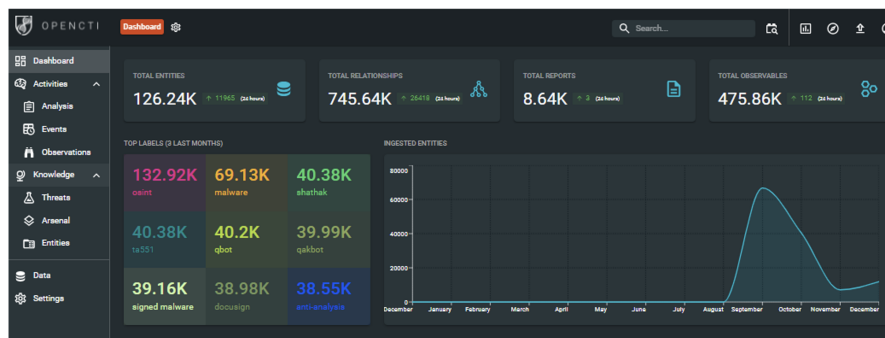 OPENCTI
Dashboard
Search...
Dashboard
Activities
Analysis
Events
Observations
Knowledge
Threats
Arsenal
Entities
Data
Settings
TOTAL ENTITIES
126.24K ↑ 11965 (24 hours)
TOTAL RELATIONSHIPS
745.64K ↑ 26418 (24 hours)
TOTAL REPORTS
8.64K ↑ 3 (24 hours)
TOTAL OBSERVABLES
475.86K ↑ 112 (24 hours)
TOP LABELS (3 LAST MONTHS)
132.92K
osint
69.13K
malware
40.38K
shathak
40.38K
ta551
40.2K
qbot
39.99K
qakbot
39.16K
signed malware
38.98K
docusign
38.55K
anti-analysis
INGESTED ENTITIES
80000
60000
40000
20000
0
December January February March April May June July August September October November December